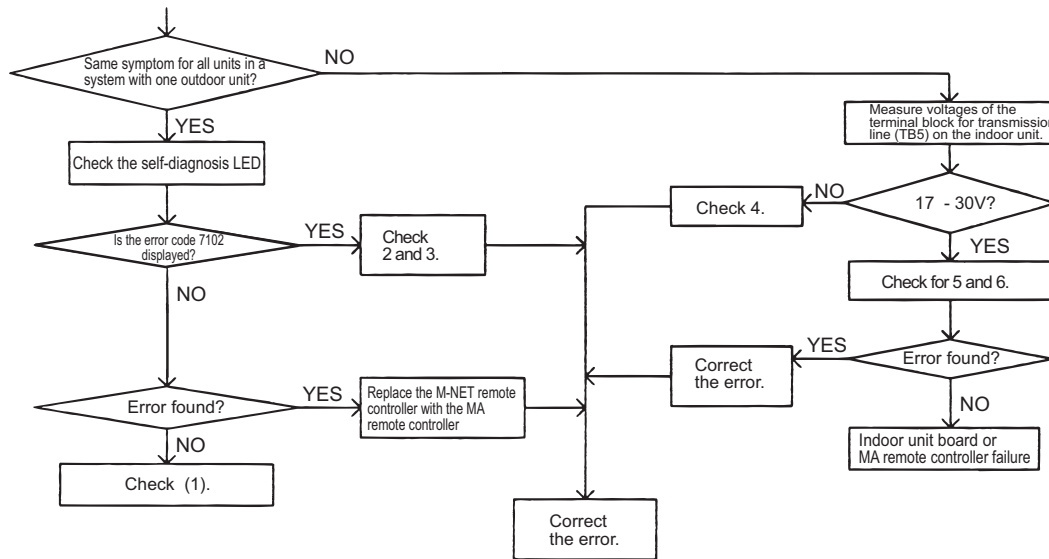 Same symptom for all units in a
system with one outdoor unit?
NO
YES
Measure voltages of the
terminal block for transmission
line (TB5) on the indoor unit.
Check the self-diagnosis LED
NO
17 - 30V?
Check 4.
YES
Is the error code 7102
displayed?
YES
Check
2 and 3.
NO
Check for 5 and 6.
YES
Error found?
Correct
the error.
NO
Error found?
YES
Replace the M-NET remote
controller with the MA
remote controller
NO
Indoor unit board or
MA remote controller failure
Check (1).
Correct
the error.